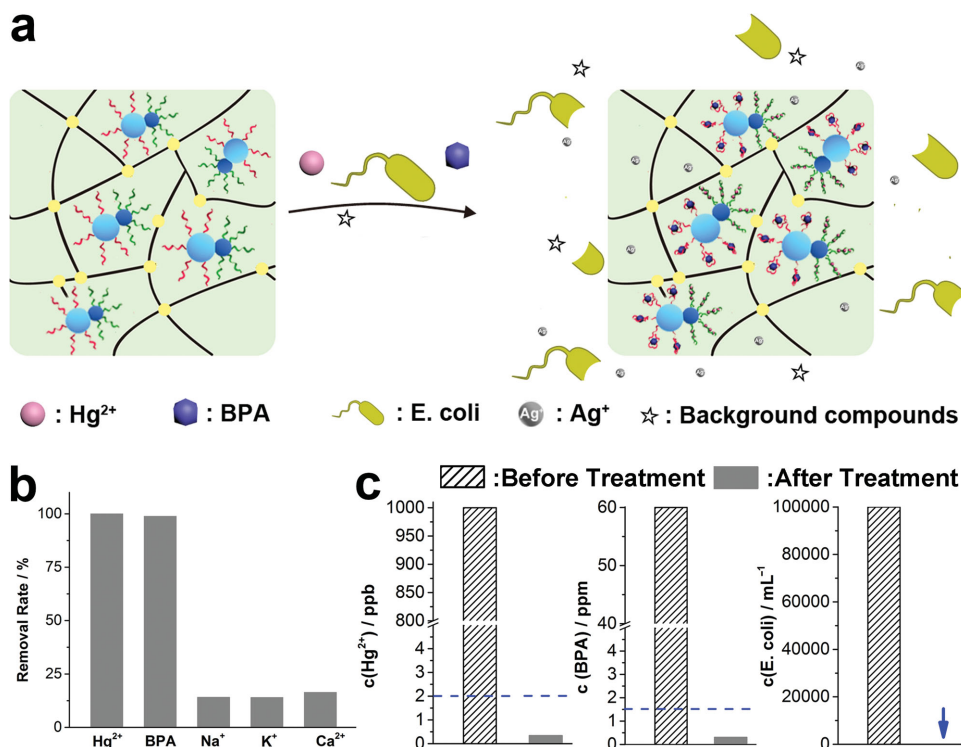 a
Ag⁺
: Hg²⁺
: BPA
: E. coli
Ag⁺
: Ag⁺
: Background compounds
b
Removal Rate / %
100
75
50
25
0
Hg²⁺ BPA Na⁺ K⁺ Ca²⁺
c
:Before Treatment
:After Treatment
c(Hg²⁺) / ppb
1000
950
900
850
800
4
3
2
1
0
c (BPA) / ppm
60
50
40
4
3
2
1
0
c(E. coli) / mL⁻¹
100000
80000
60000
40000
20000
0